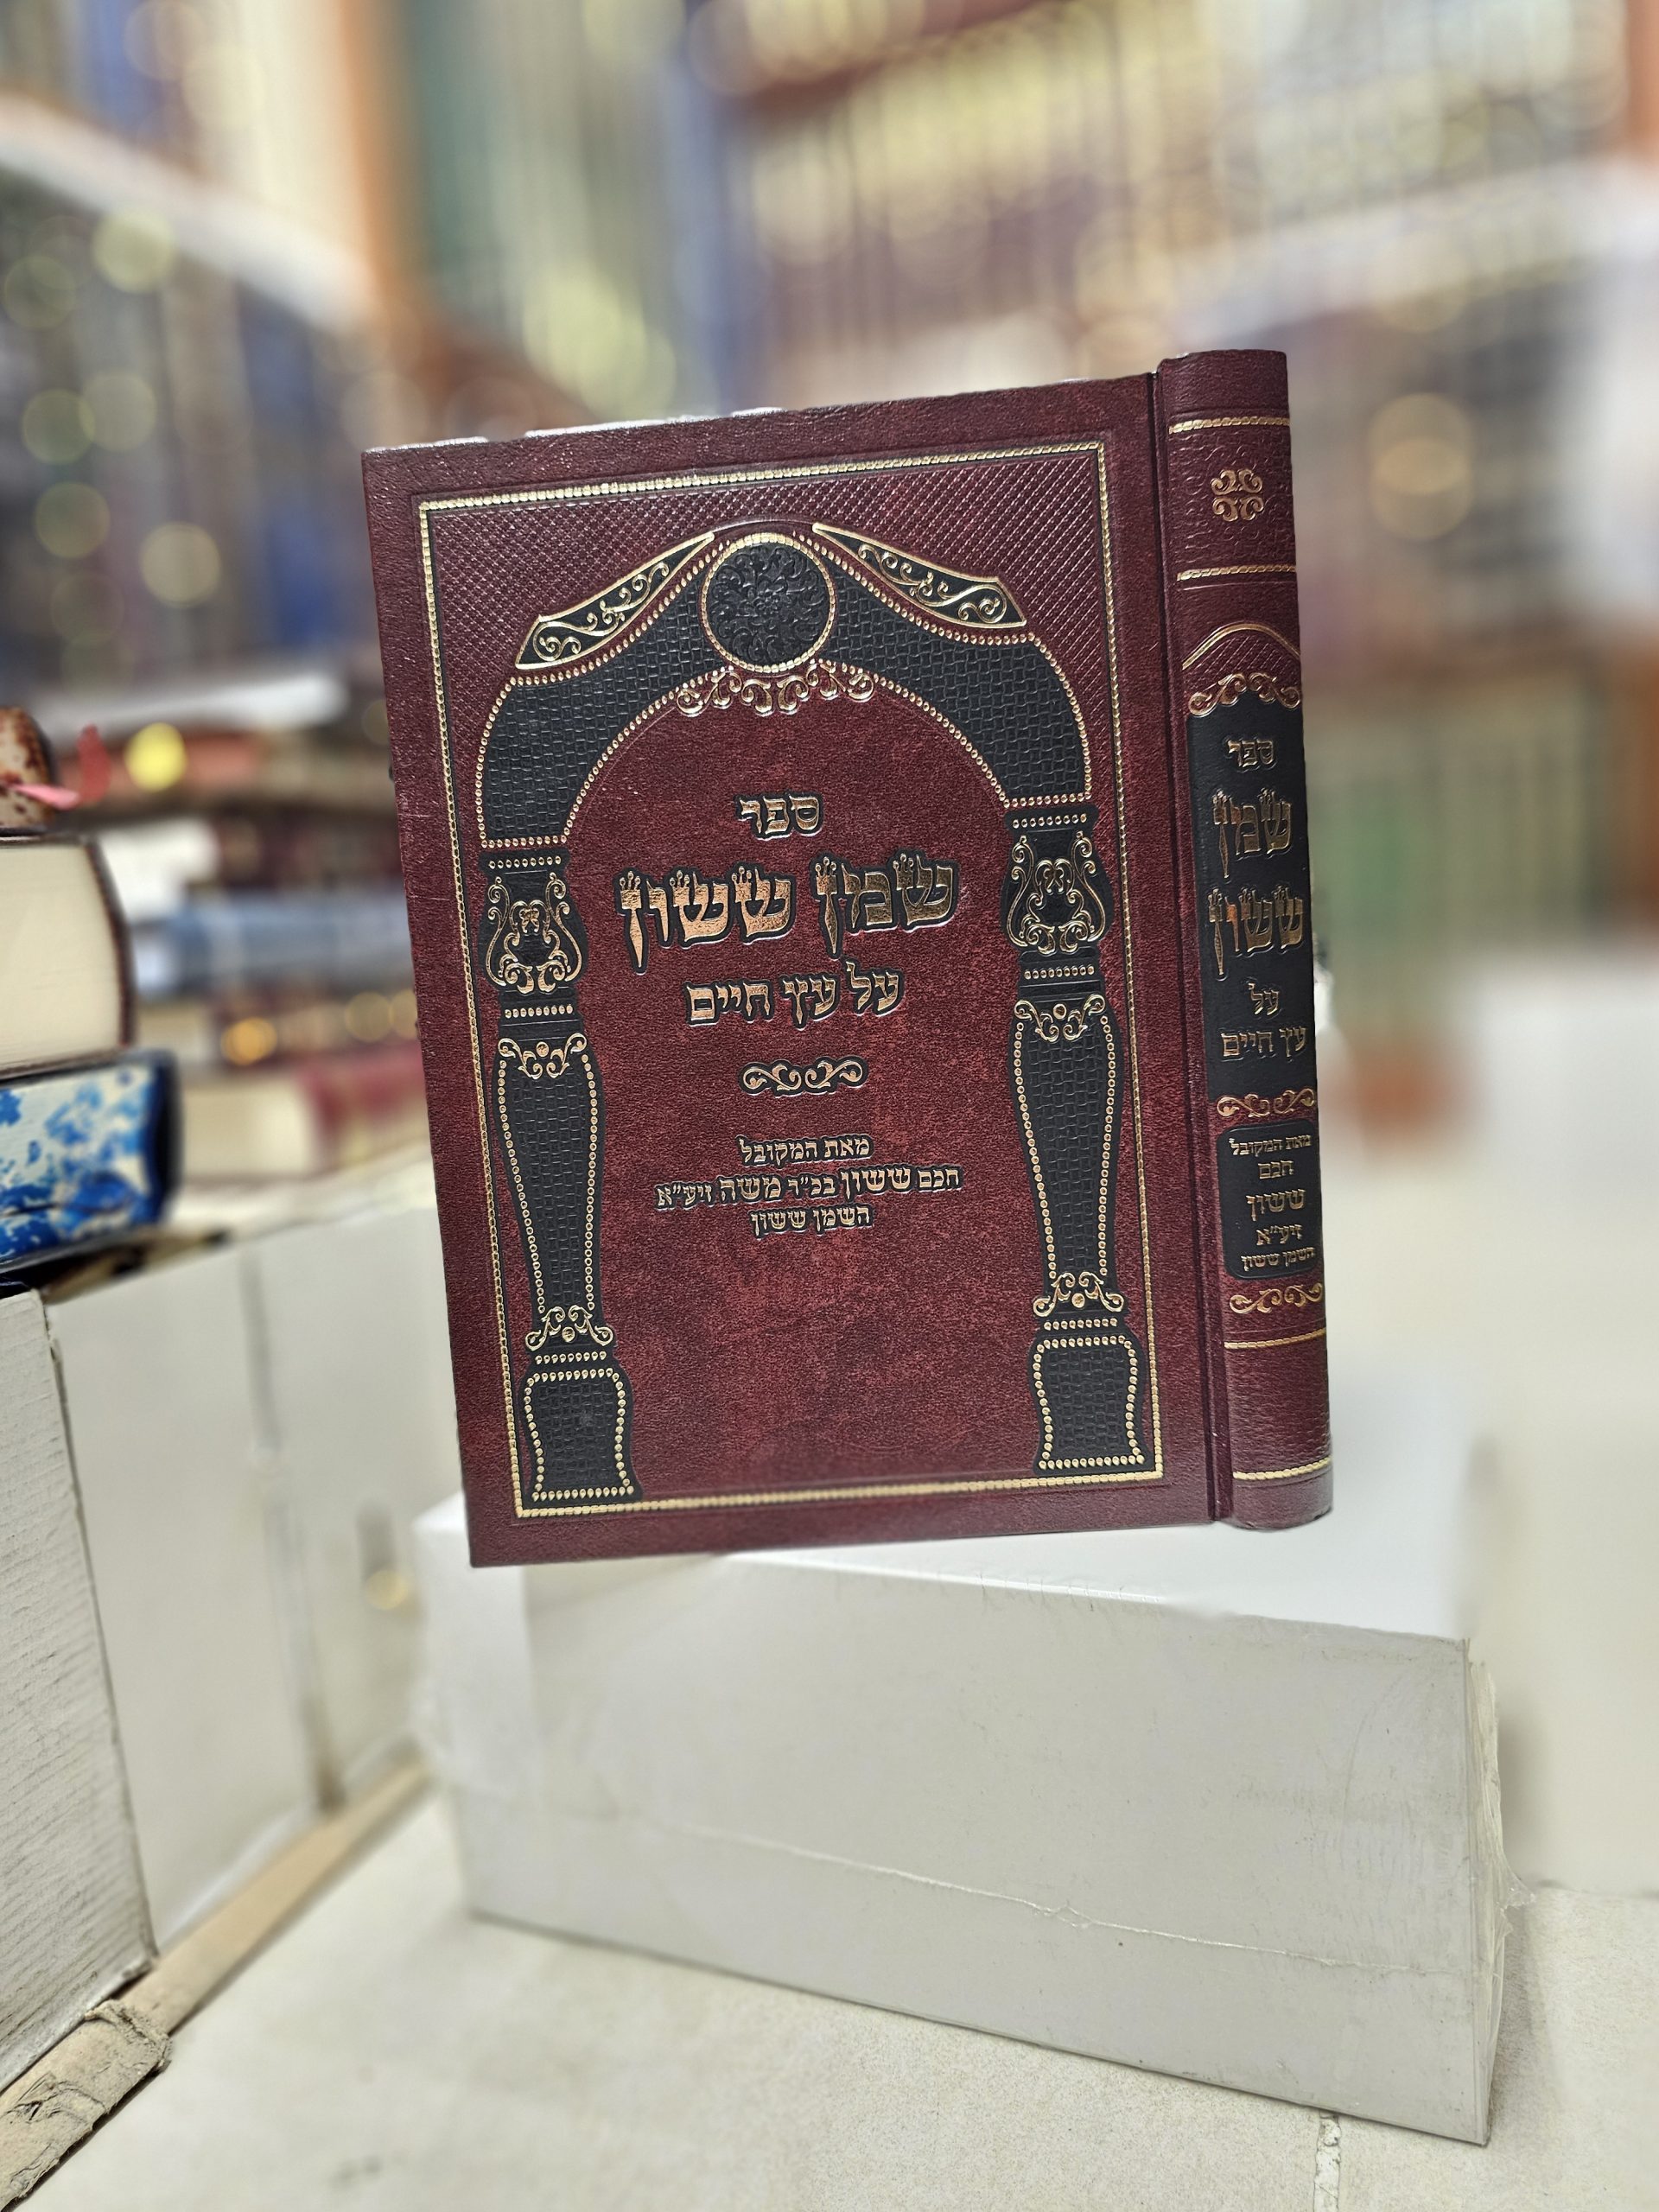 ספר
שמן ששון
על עץ חיים
מאת המקובל
חכם ששון בכ"ר משה זיע"א
השמן ששון
ספר
שמן
ששון
על
עץ חיים
מאת המקובל
חכם
ששון
זיע"א
השמן ששון